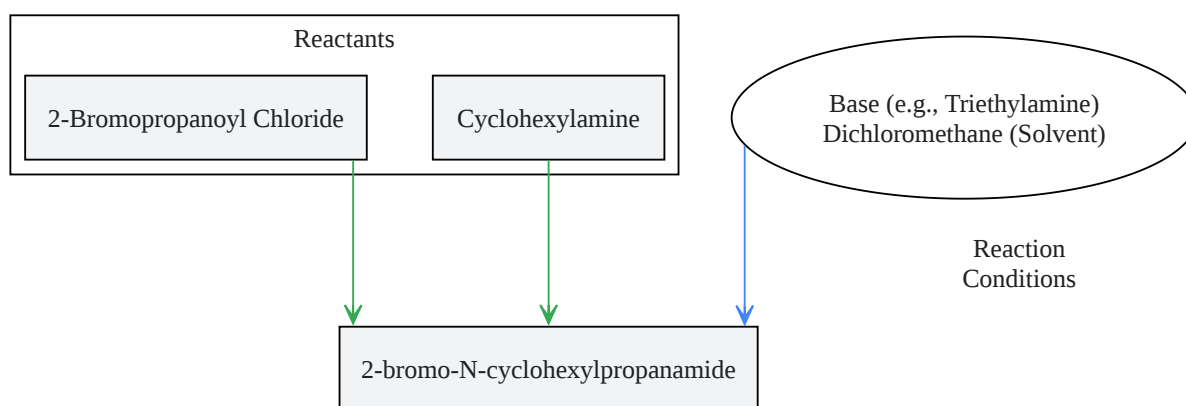 Reactants
2-Bromopropanoyl Chloride
Cyclohexylamine
Base (e.g., Triethylamine)
Dichloromethane (Solvent)
Reaction
Conditions
2-bromo-N-cyclohexylpropanamide